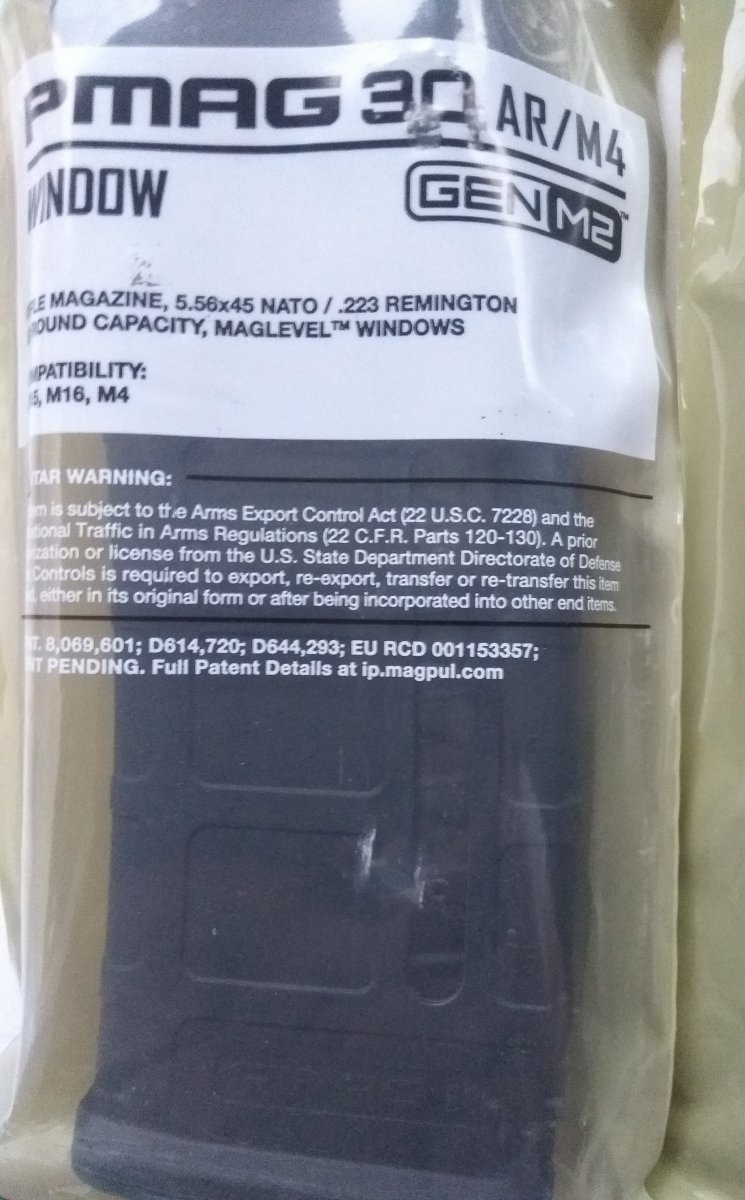 PMAG 30 AR/M4
WINDOW
GEN M2™
MAGAZINE, 5.56x45 NATO / .223 REMINGTON
CAPACITY, MAGLEVEL™ WINDOWS
M16, M4
WARNING:
is subject to the Arms Export Control Act (22 U.S.C. 7228) and the
Traffic in Arms Regulations (22 C.F.R. Parts 120-130). A prior
or license from the U.S. State Department Directorate of Defense
Controls is required to export, re-export, transfer or re-transfer this item
either in its original form or after being incorporated into other end items.
8,069,601; D614,720; D644,293; EU RCD 001153357;
PENDING. Full Patent Details at ip.magpul.com